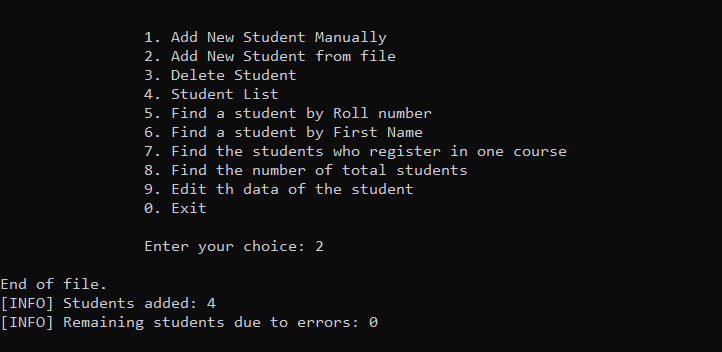 1. Add New Student Manually
2. Add New Student from file
3. Delete Student
4. Student List
5. Find a student by Roll number
6. Find a student by First Name
7. Find the students who register in one course
8. Find the number of total students
9. Edit th data of the student
0. Exit
Enter your choice: 2
End of file.
[INFO] Students added: 4
[INFO] Remaining students due to errors: 0